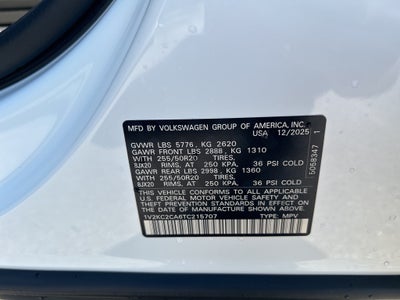 MFD. BY VOLKSWAGEN GROUP OF AMERICA, INC.
USA 12/2025
GVWR LBS 5776, KG 2620
GAWR FRONT LBS 2888, KG 1310
WITH 255/50R20 TIRES,
8JX20 RIMS, AT 250 KPA, 36 PSI COLD
GAWR REAR LBS 2998, KG 1360
WITH 255/50R20 TIRES,
8JX20 RIMS, AT 250 KPA, 36 PSI COLD
THIS VEHICLE CONFORMS TO ALL APPLICABLE
U.S. FEDERAL MOTOR VEHICLE SAFETY
STANDARDS IN EFFECT ON THE DATE OF
MANUFACTURE SHOWN ABOVE.
1V2KC2CA6TC215707 TYPE: MPV
5058347 1